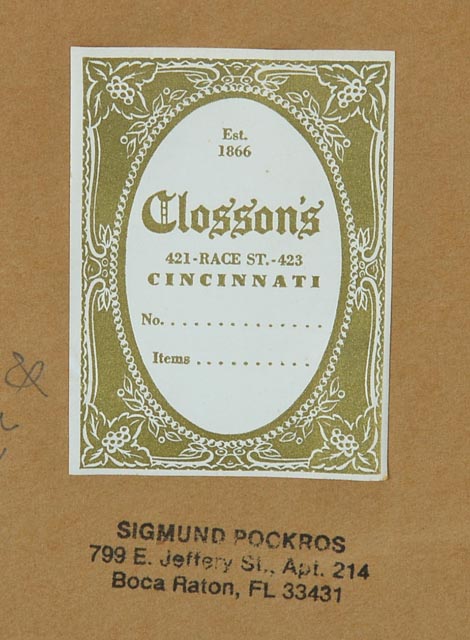 Est.
1866
Closson's
421-RACE ST.-423
CINCINNATI
No. . . . . . . . . . . . . . . . .
Items . . . . . . . . . . .
&
SIGMUND POCKROS
799 E. Jeffery St., Apt. 214
Boca Raton, FL 33431